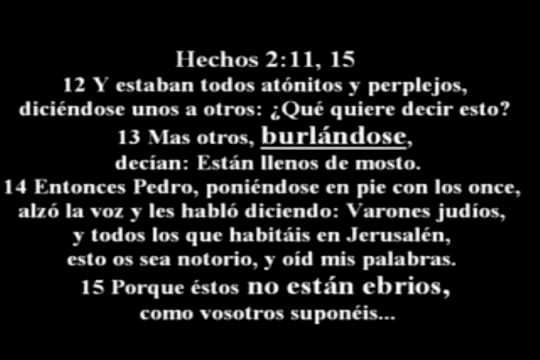 Hechos 2:11, 15
12 Y estaban todos atónitos y perplejos,
diciéndose unos a otros: ¿Qué quiere decir esto?
13 Mas otros, burlándose,
decían: Están llenos de mosto.
14 Entonces Pedro, poniéndose en pie con los once,
alzó la voz y les habló diciendo: Varones judíos,
y todos los que habitáis en Jerusalén,
esto os sea notorio, y oíd mis palabras.
15 Porque éstos no están ebrios,
como vosotros suponéis...